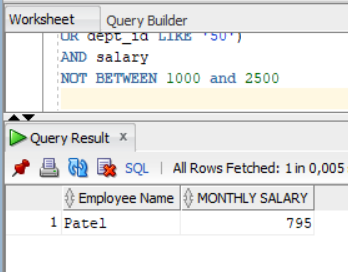 Worksheet Query Builder
OR dept_id LIKE '50')
AND salary
NOT BETWEEN 1000 and 2500
Query Result x
SQL | All Rows Fetched: 1 in 0,005
Employee Name MONTHLY SALARY
1 Patel 795